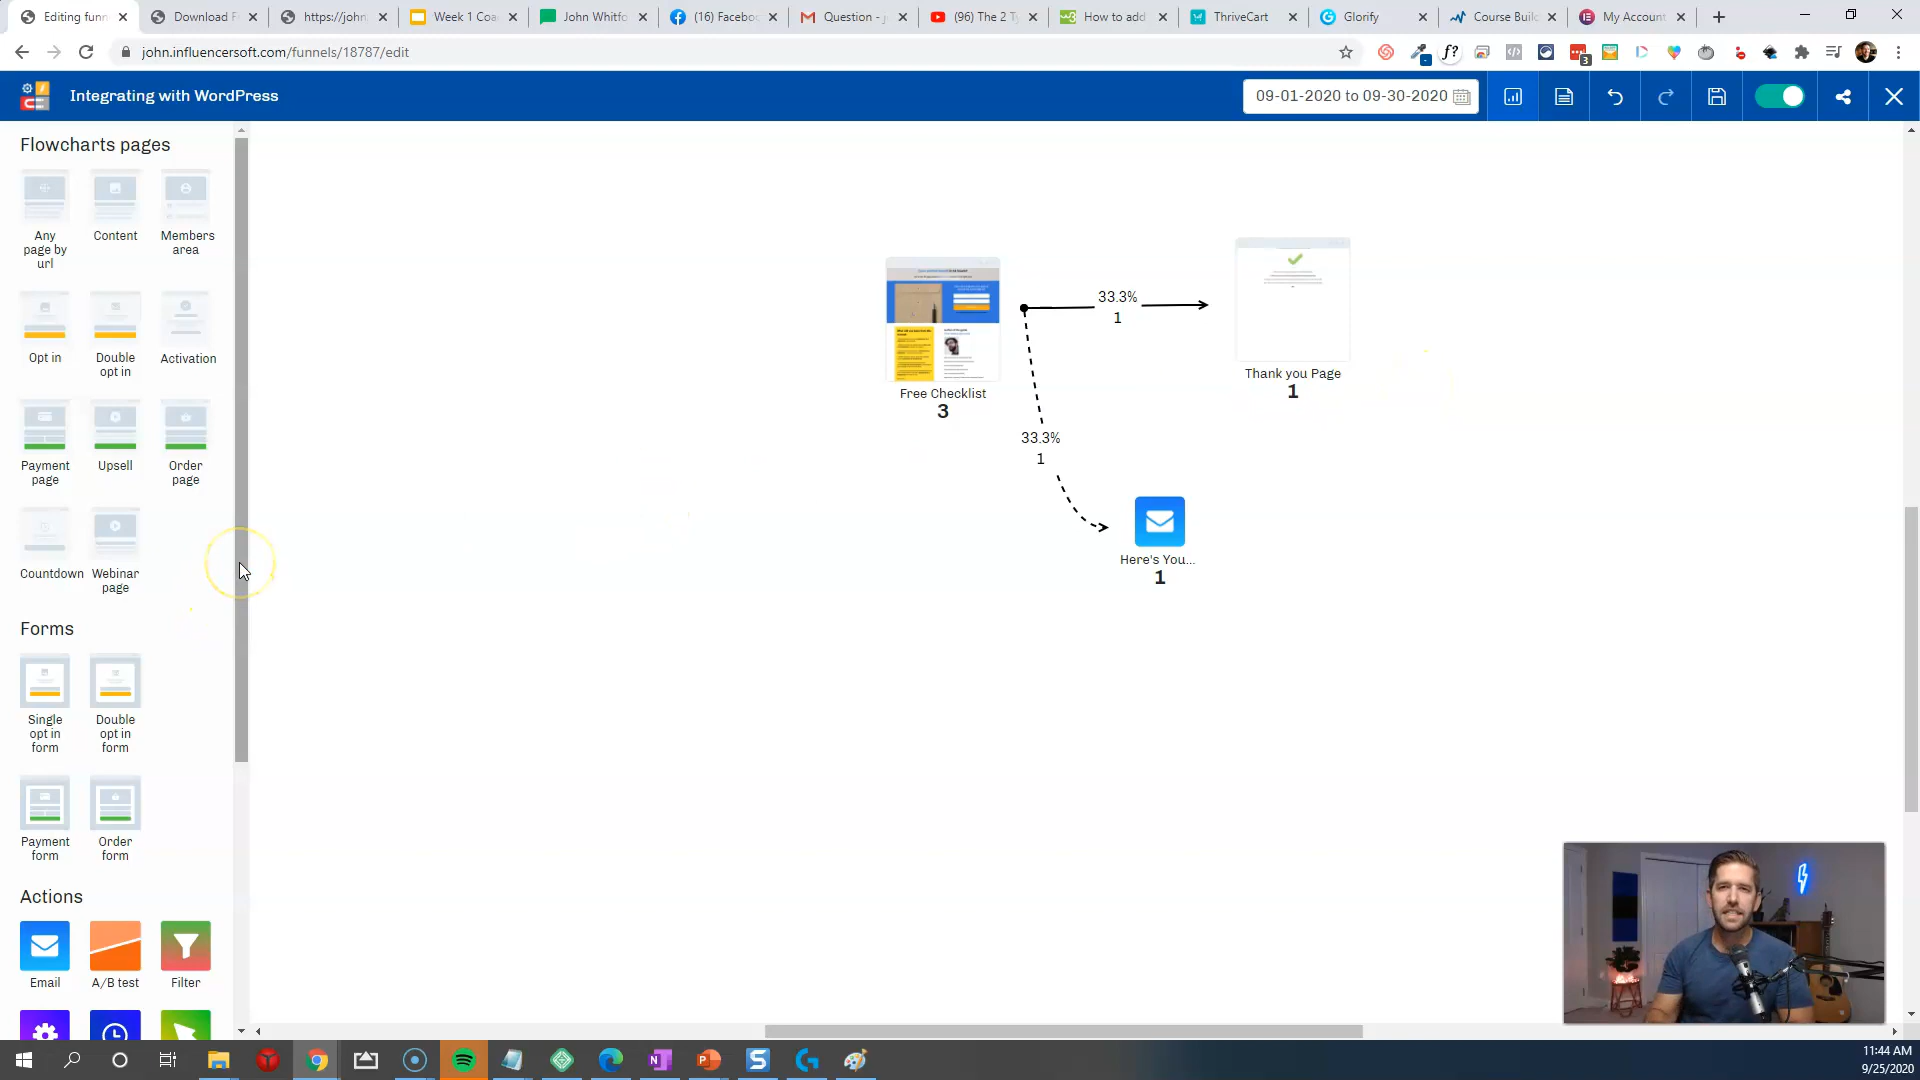 Editing funn
Download F
https://john
Week 1 Coa
John Whitfo
(16) Faceboo
Question - j
(96) The 2 T
How to add
ThriveCart
Glorify
Course Build
My Account
john.influencersoft.com/funnels/18787/edit
f?
3
Integrating with WordPress
09-01-2020 to 09-30-2020
Flowcharts pages
Any
page by
url
Content
Members
area
Opt in
Double
opt in
Activation
Payment
page
Upsell
Order
page
Countdown
Webinar
page
Forms
Single
opt in
form
Double
opt in
form
Payment
form
Order
form
Actions
Email
A/B test
Filter
Free Checklist
3
33.3%
1
Thank you Page
1
33.3%
1
Here's You...
1
11:44 AM
9/25/2020